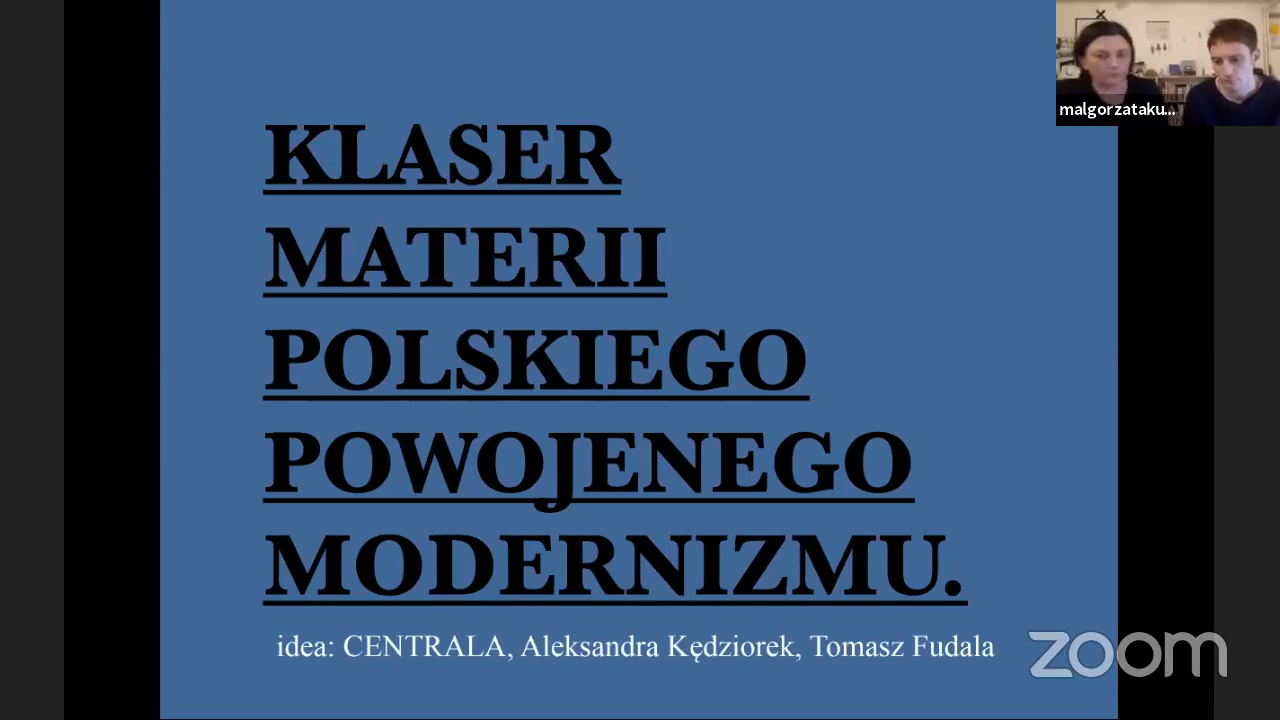 malgorzataku...
KLASER
MATERII
POLSKIEGO
POWOJENEGO
MODERNIZMU.
idea: CENTRALA, Aleksandra Kędziorek, Tomasz Fudala
zoom